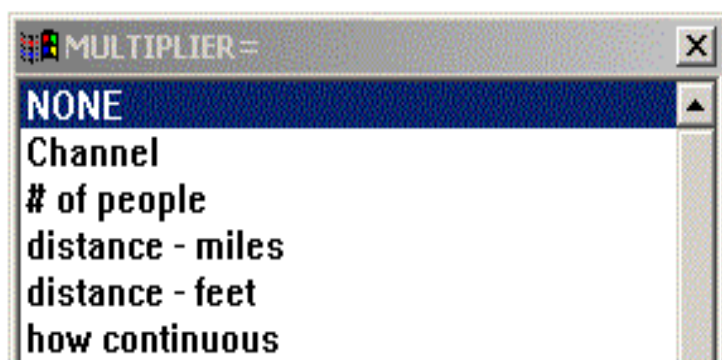 MULTIPLIER=
NONE
Channel
# of people
distance - miles
distance - feet
how continuous